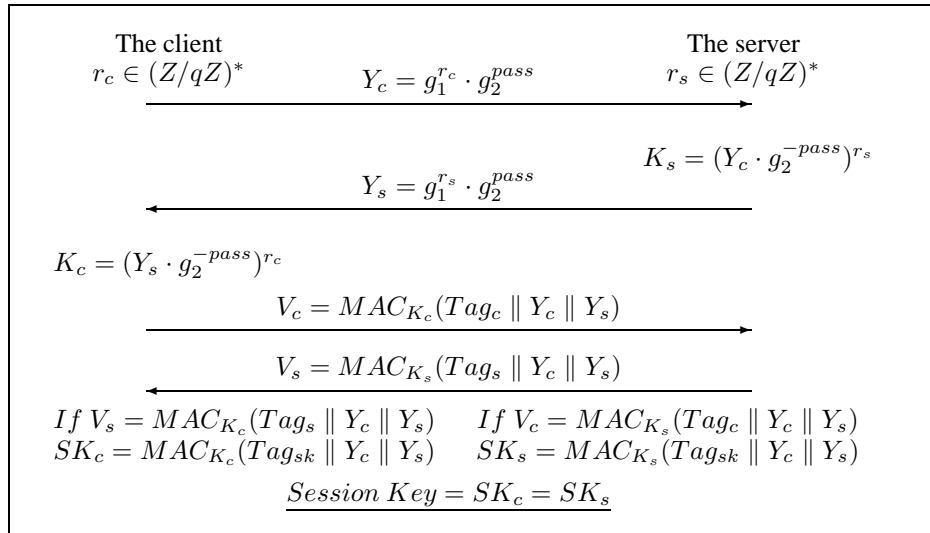 The client The server
r_c ∈ (Z/qZ)* r_s ∈ (Z/qZ)*
Y_c = g_1^{r_c} · g_2^{pass}
K_s = (Y_c · g_2^{-pass})^{r_s}
Y_s = g_1^{r_s} · g_2^{pass}
K_c = (Y_s · g_2^{-pass})^{r_c}
V_c = MAC_{K_c}(Tag_c ∥ Y_c ∥ Y_s)
V_s = MAC_{K_s}(Tag_s ∥ Y_c ∥ Y_s)
If V_s = MAC_{K_c}(Tag_s ∥ Y_c ∥ Y_s) If V_c = MAC_{K_s}(Tag_c ∥ Y_c ∥ Y_s)
SK_c = MAC_{K_c}(Tag_{sk} ∥ Y_c ∥ Y_s) SK_s = MAC_{K_s}(Tag_{sk} ∥ Y_c ∥ Y_s)
Session Key = SK_c = SK_s